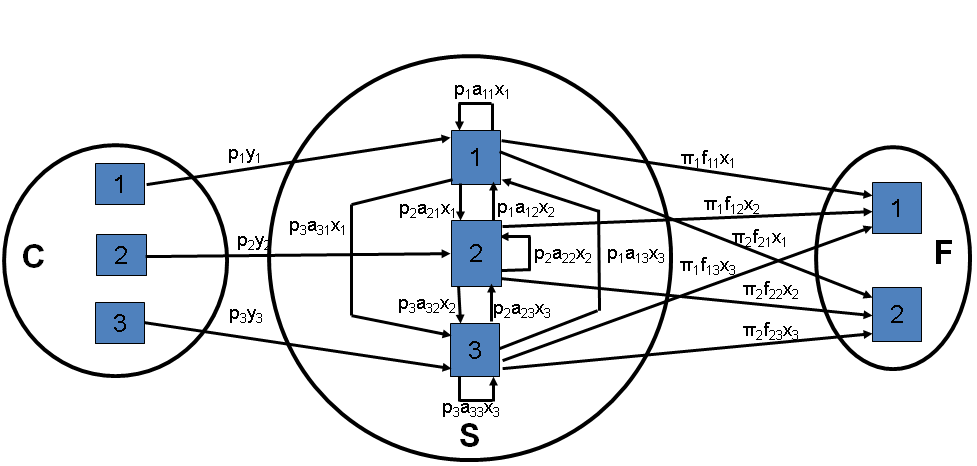 p₁a₁₁x₁
p₁y₁
1
π₁f₁₁x₁
1
p₂a₂₁x₁
p₁a₁₂x₂
π₁f₁₂x₂
1
p₃a₃₁x₁
p₂y₂
π₂f₂₁x₁
C
2
2
p₂a₂₂x₂
p₁a₁₃x₃
π₁f₁₃x₃
F
p₃a₃₂x₂
p₂a₂₃x₃
π₂f₂₂x₂
3
p₃y₃
2
π₂f₂₃x₃
3
p₃a₃₃x₃
S